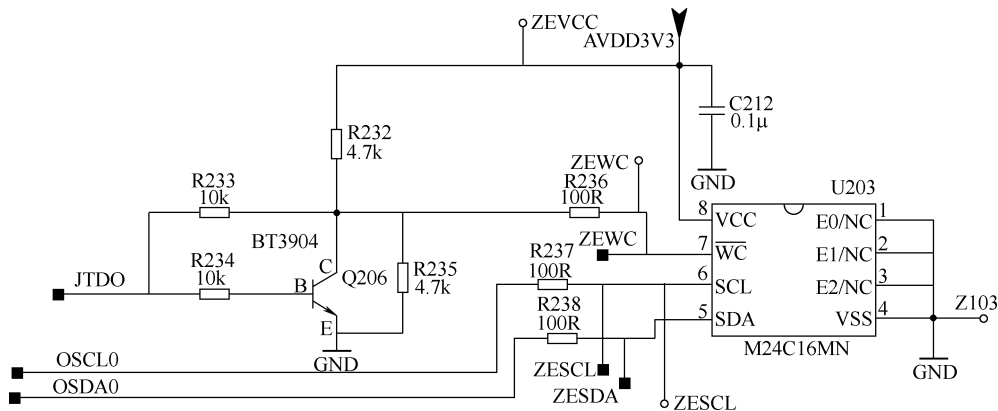 ZEVCC
AVDD3V3
R232
4.7k
C212
0.1μ
GND
ZEWC
R233
10k
R236
100R
U203
BT3904
ZEWC
8
VCC
E0/NC
1
7
WC
E1/NC
2
R237
100R
6
SCL
E2/NC
3
R234
10k
C
B
E
Q206
R235
4.7k
JTDO
R238
100R
5
SDA
VSS
4
Z103
GND
M24C16MN
GND
OSCL0
ZESCL
OSDA0
ZESDA
ZESCL